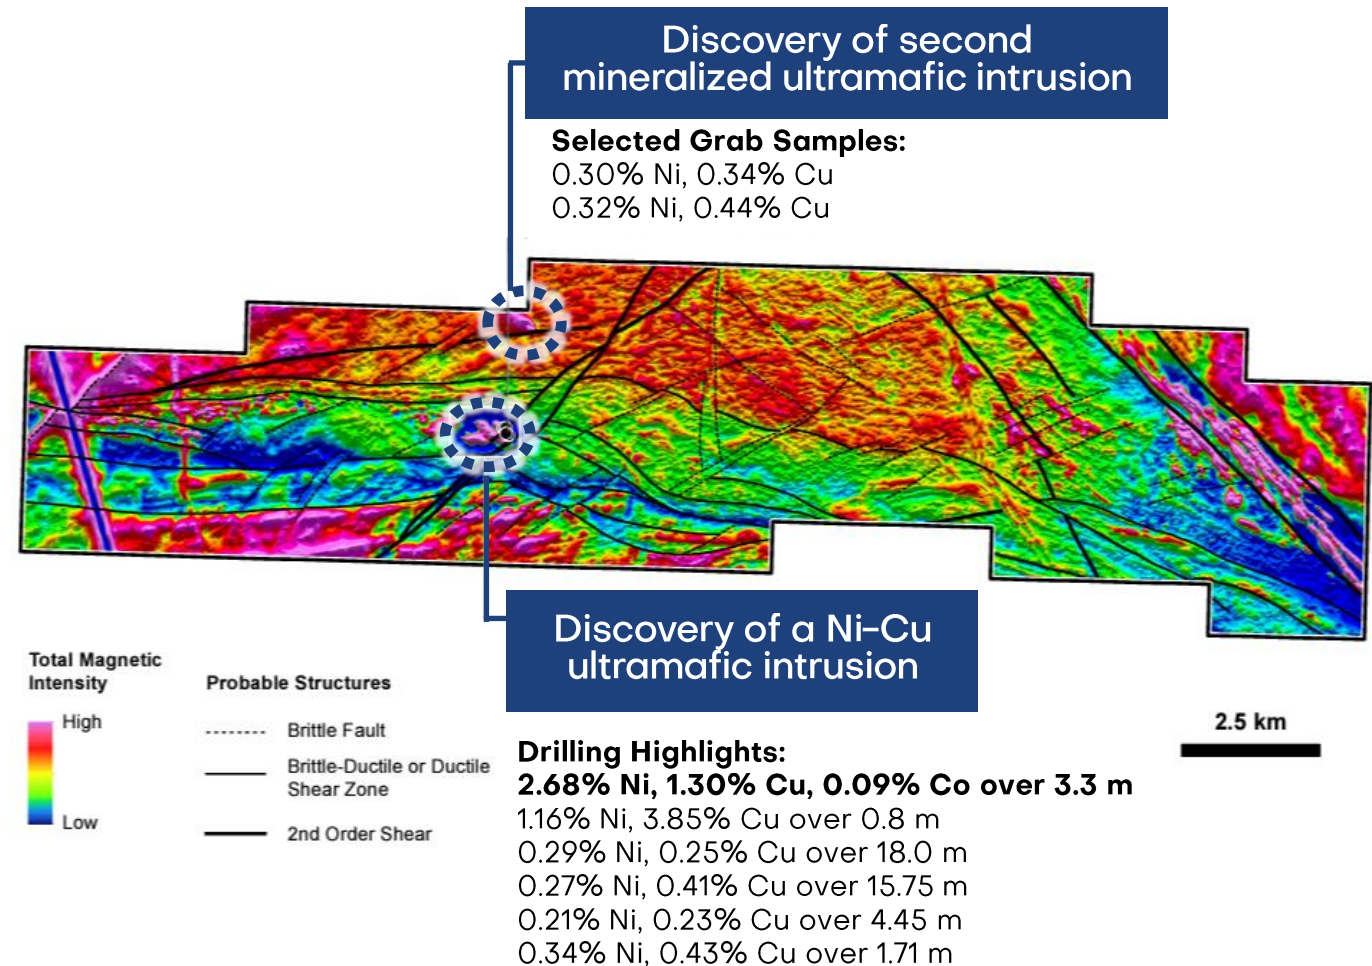 Discovery of second
mineralized ultramafic intrusion
Selected Grab Samples:
0.30% Ni, 0.34% Cu
0.32% Ni, 0.44% Cu
Discovery of a Ni-Cu
ultramafic intrusion
Total Magnetic
Intensity
High
Low
Probable Structures
Brittle Fault
Brittle-Ductile or Ductile
Shear Zone
2nd Order Shear
2.5 km
Drilling Highlights:
2.68% Ni, 1.30% Cu, 0.09% Co over 3.3 m
1.16% Ni, 3.85% Cu over 0.8 m
0.29% Ni, 0.25% Cu over 18.0 m
0.27% Ni, 0.41% Cu over 15.75 m
0.21% Ni, 0.23% Cu over 4.45 m
0.34% Ni, 0.43% Cu over 1.71 m